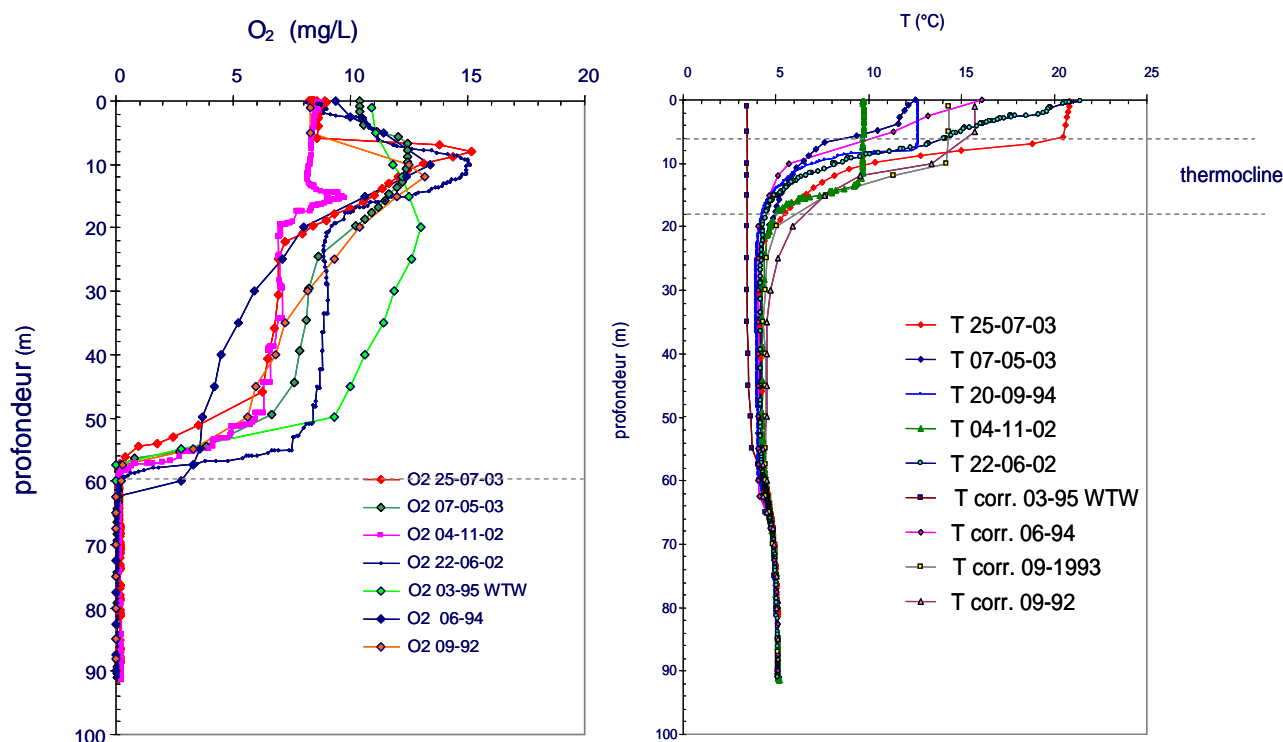 O₂ (mg/L)
0 5 10 15 20
0
10
20
30
40
50
60
70
80
90
100
profondeur (m)
O2 25-07-03
O2 07-05-03
O2 04-11-02
O2 22-06-02
O2 03-95 WTW
O2 06-94
O2 09-92
T (°C)
0 5 10 15 20 25
0
10
20
30
40
50
60
70
80
90
100
profondeur (m)
thermocline
T 25-07-03
T 07-05-03
T 20-09-94
T 04-11-02
T 22-06-02
T corr. 03-95 WTW
T corr. 06-94
T corr. 09-1993
T corr. 09-92